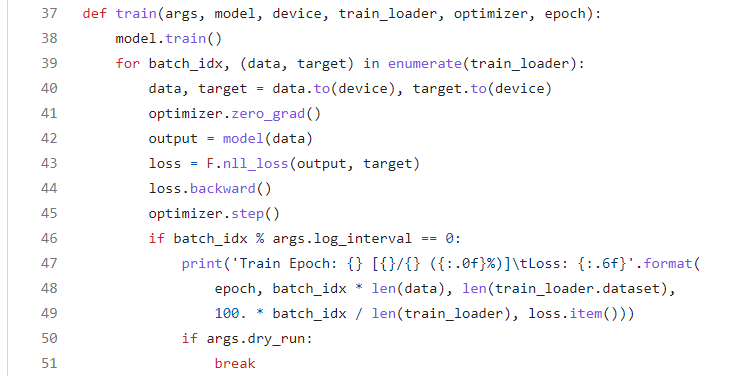 37 def train(args, model, device, train_loader, optimizer, epoch):
38     model.train()
39     for batch_idx, (data, target) in enumerate(train_loader):
40         data, target = data.to(device), target.to(device)
41         optimizer.zero_grad()
42         output = model(data)
43         loss = F.nll_loss(output, target)
44         loss.backward()
45         optimizer.step()
46         if batch_idx % args.log_interval == 0:
47             print('Train Epoch: {} [{}/{} ({:.0f}%)]\tLoss: {:.6f}'.format(
48                 epoch, batch_idx * len(data), len(train_loader.dataset),
49                 100. * batch_idx / len(train_loader), loss.item()))
50             if args.dry_run:
51                 break